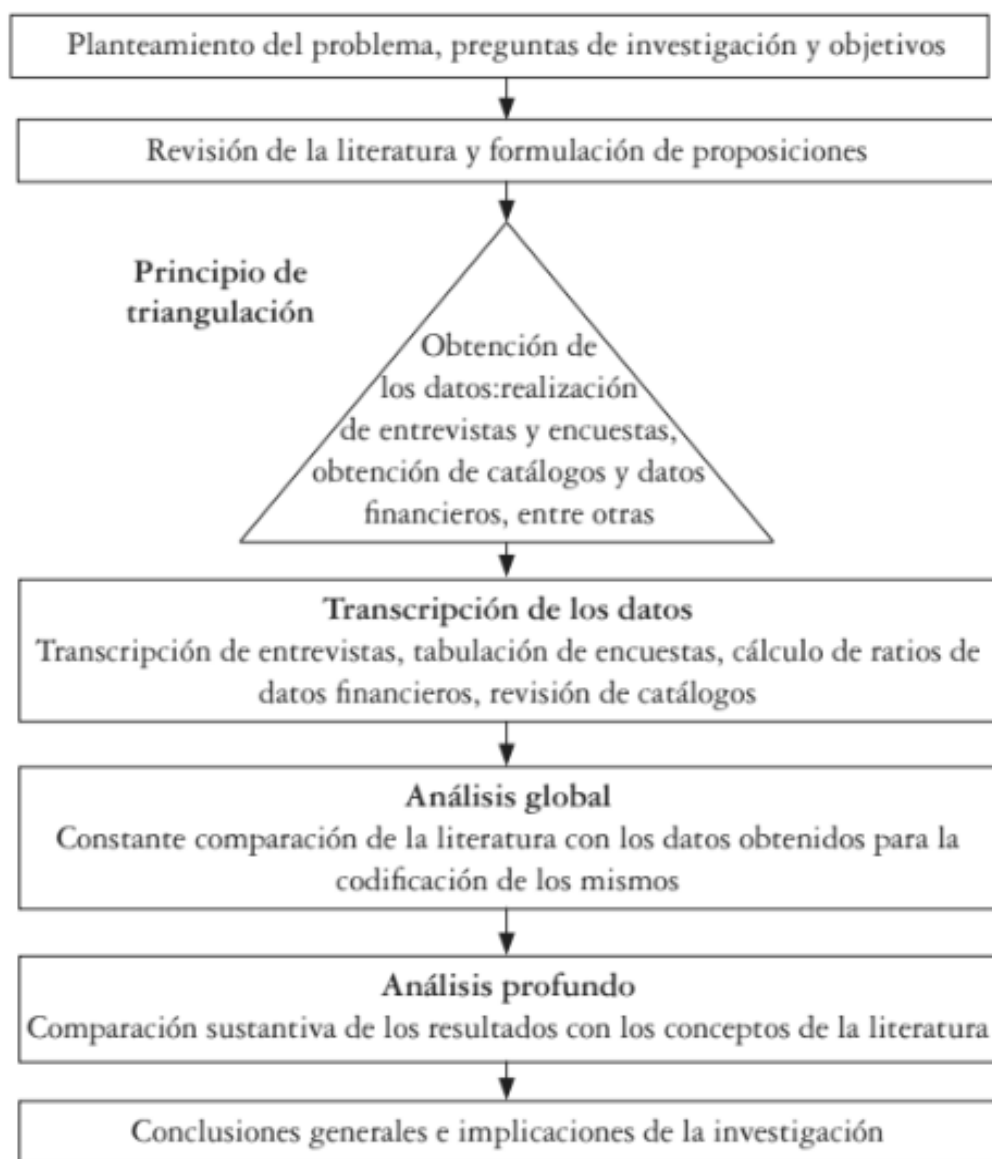 Planteamiento del problema, preguntas de investigación y objetivos
Revisión de la literatura y formulación de proposiciones
Principio de
triangulación
Obtención de
los datos:realización
de entrevistas y encuestas,
obtención de catálogos y datos
financieros, entre otras
Transcripción de los datos
Transcripción de entrevistas, tabulación de encuestas, cálculo de ratios de
datos financieros, revisión de catálogos
Análisis global
Constante comparación de la literatura con los datos obtenidos para la
codificación de los mismos
Análisis profundo
Comparación sustantiva de los resultados con los conceptos de la literatura
Conclusiones generales e implicaciones de la investigación